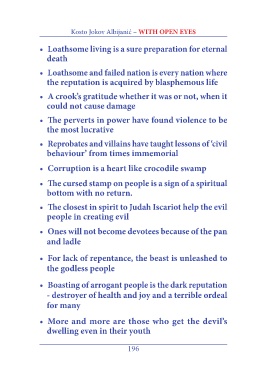 Kosto Jokov Albijanić – WITH OPEN EYES
• Loathsome living is a sure preparation for eternal
death
• Loathsome and failed nation is every nation where
the reputation is acquired by blasphemous life
• A crook's gratitude whether it was or not, when it
could not cause damage
• The perverts in power have found violence to be
the most lucrative
• Reprobates and villains have taught lessons of 'civil
behaviour' from times immemorial
• Corruption is a heart like crocodile swamp
• The cursed stamp on people is a sign of a spiritual
bottom with no return.
• The closest in spirit to Judah Iscariot help the evil
people in creating evil
• Ones will not become devotees because of the pan
and ladle
• For lack of repentance, the beast is unleashed to
the godless people
• Boasting of arrogant people is the dark reputation
- destroyer of health and joy and a terrible ordeal
for many
• More and more are those who get the devil's
dwelling even in their youth
196